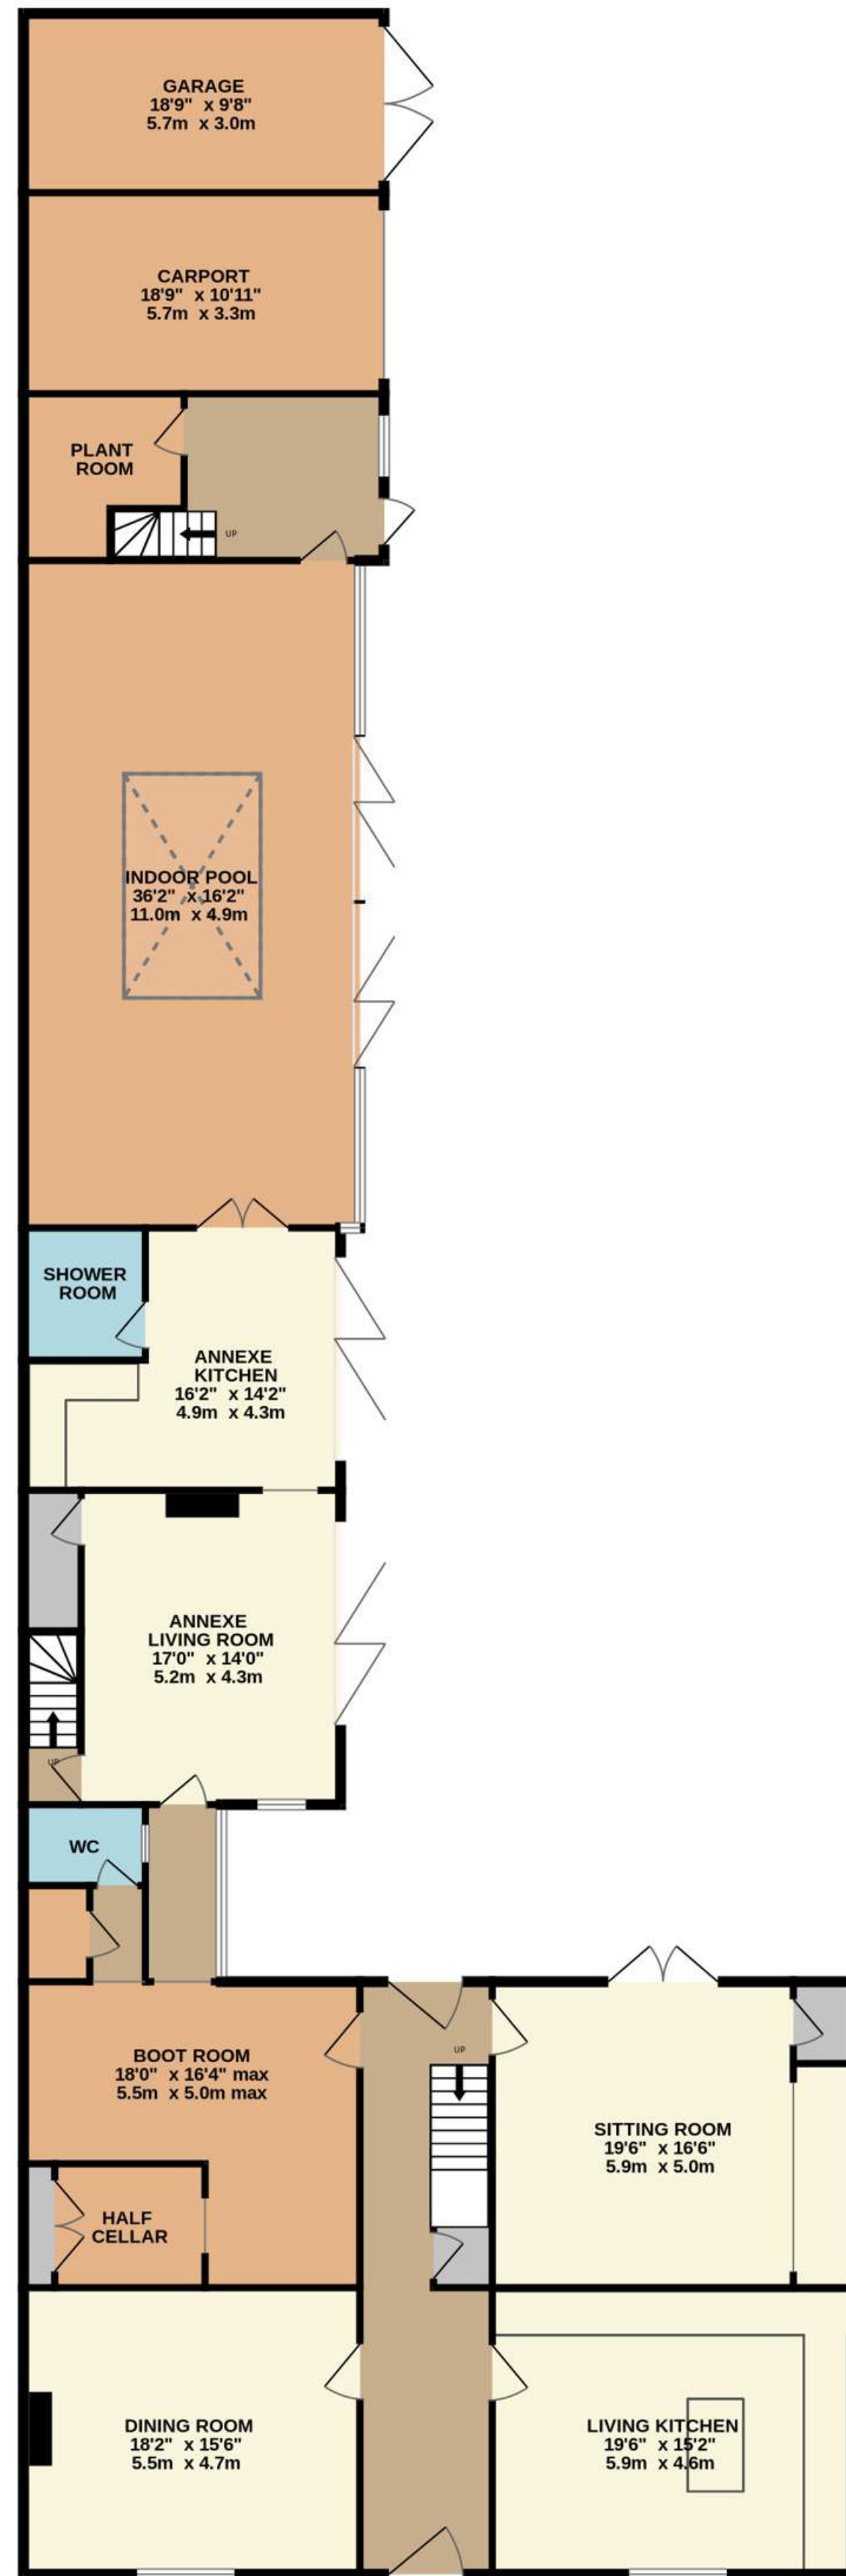 GARAGE
18'9" x 9'8"
5.7m x 3.0m
CARPORT
18'9" x 10'11"
5.7m x 3.3m
PLANT
ROOM
UP
INDOOR POOL
36'2" x 16'2"
11.0m x 4.9m
SHOWER
ROOM
ANNEXE
KITCHEN
16'2" x 14'2"
4.9m x 4.3m
ANNEXE
LIVING ROOM
17'0" x 14'0"
5.2m x 4.3m
UP
WC
BOOT ROOM
18'0" x 16'4" max
5.5m x 5.0m max
UP
SITTING ROOM
19'6" x 16'6"
5.9m x 5.0m
HALF
CELLAR
DINING ROOM
18'2" x 15'6"
5.5m x 4.7m
LIVING KITCHEN
19'6" x 15'2"
5.9m x 4.6m